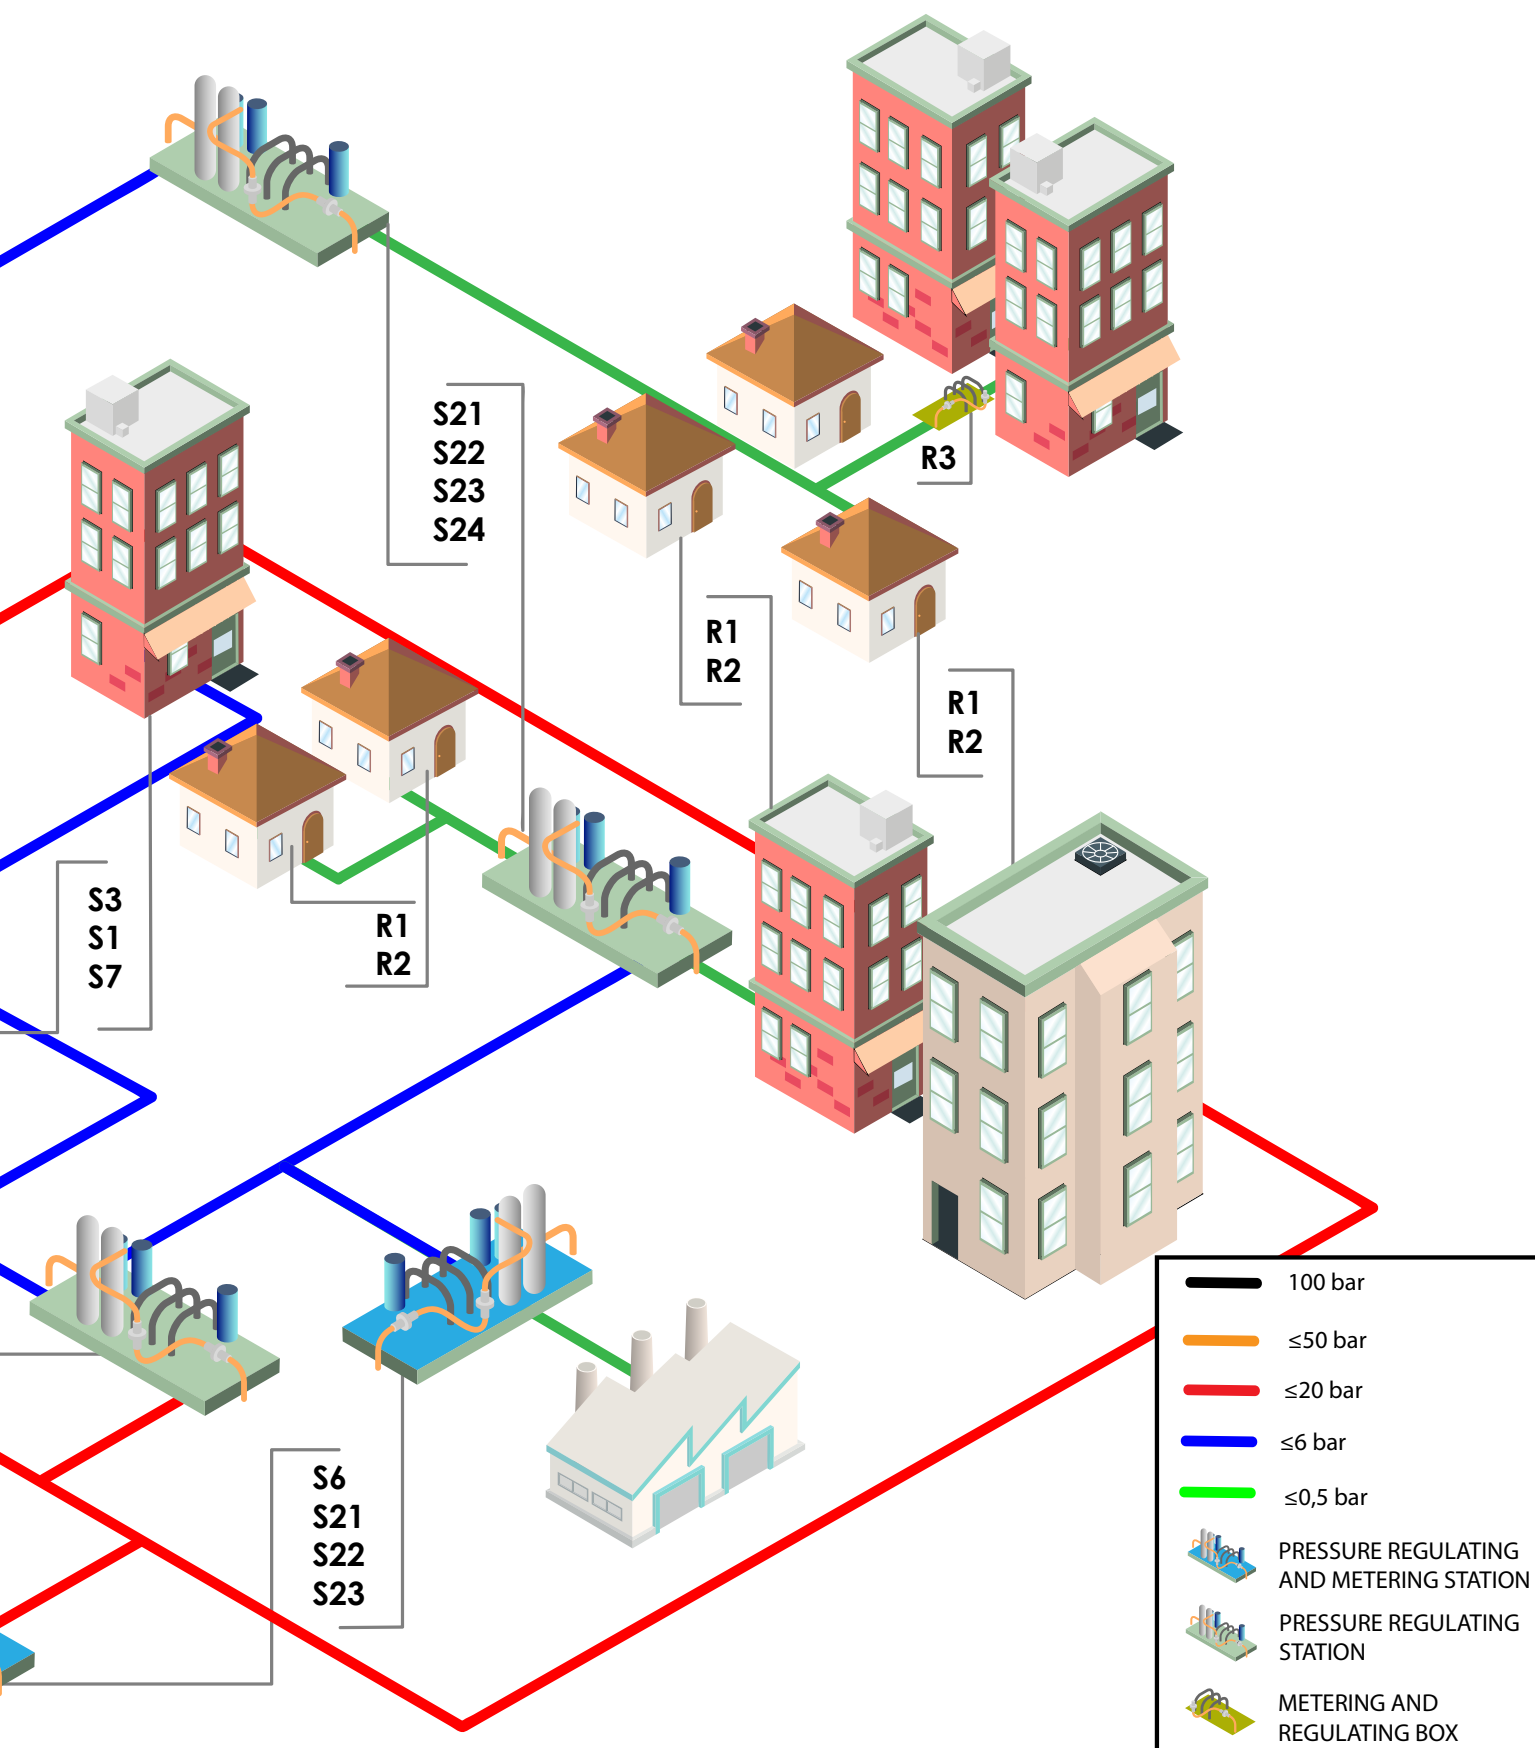 S21
S22
S23
S24
R3
R1
R2
R1
R2
S3
S1
S7
R1
R2
S6
S21
S22
S23
100 bar
≤50 bar
≤20 bar
≤6 bar
≤0,5 bar
PRESSURE REGULATING
AND METERING STATION
PRESSURE REGULATING
STATION
METERING AND
REGULATING BOX